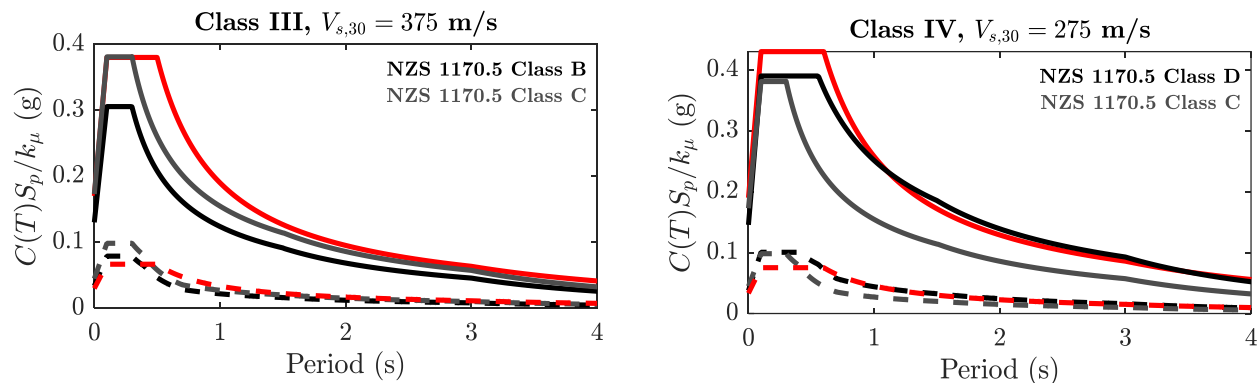 Class III, V_{s,30} = 375 m/s
NZS 1170.5 Class B
NZS 1170.5 Class C
C(T)S_p/k_μ (g)
0.4
0.3
0.2
0.1
0
0 1 2 3 4
Period (s)
Class IV, V_{s,30} = 275 m/s
NZS 1170.5 Class D
NZS 1170.5 Class C
C(T)S_p/k_μ (g)
0.4
0.3
0.2
0.1
0
0 1 2 3 4
Period (s)